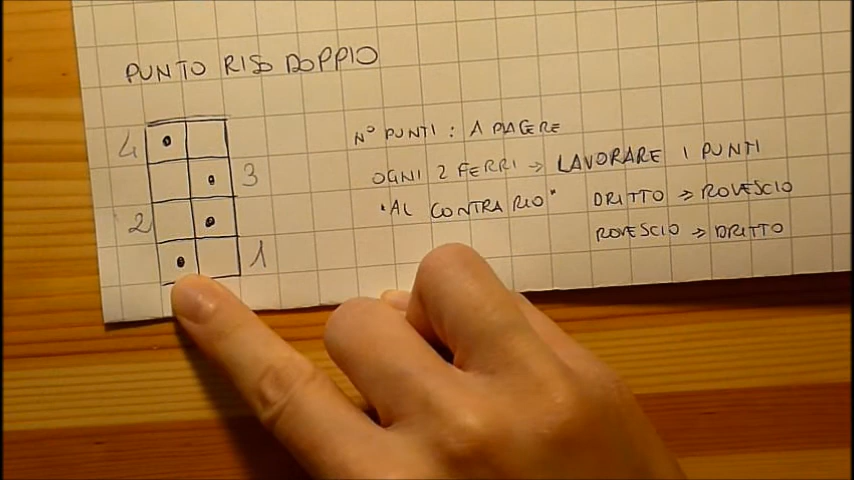 PUNTO RISO DOPPIO
4
3
2
1
N° PUNTI : A PIACERE
OGNI 2 FERRI → LAVORARE I PUNTI
"AL CONTRARIO" DRITTO → ROVESCIO
ROVESCIO → DRITTO